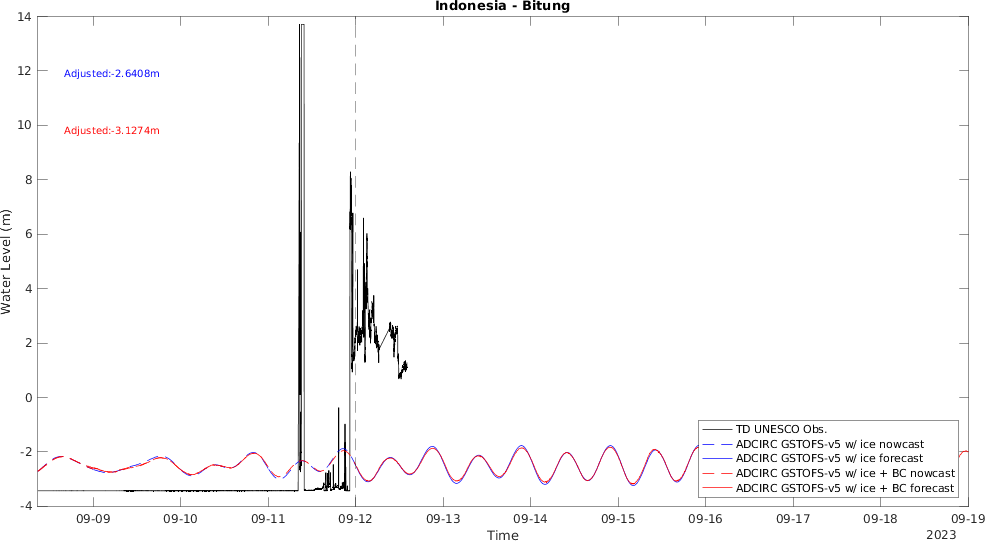 Indonesia - Bitung
14
12
10
8
6
4
2
0
-2
-4
Water Level (m)
Adjusted:-2.6408m
Adjusted:-3.1274m
TD UNESCO Obs.
ADCIRC GSTOFS-v5 w/ ice nowcast
ADCIRC GSTOFS-v5 w/ ice forecast
ADCIRC GSTOFS-v5 w/ ice + BC nowcast
ADCIRC GSTOFS-v5 w/ ice + BC forecast
09-09 09-10 09-11 09-12 09-13 09-14 09-15 09-16 09-17 09-18 09-19
Time
2023